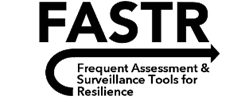 FASTR
Frequent Assessment &
Surveillance Tools for
Resilience